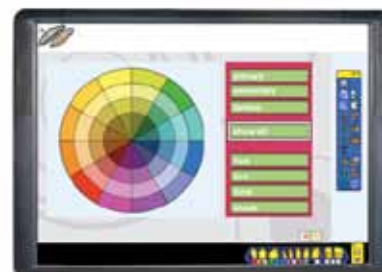 primary
secondary
tertiary
show all
hue
tint
tone
shade